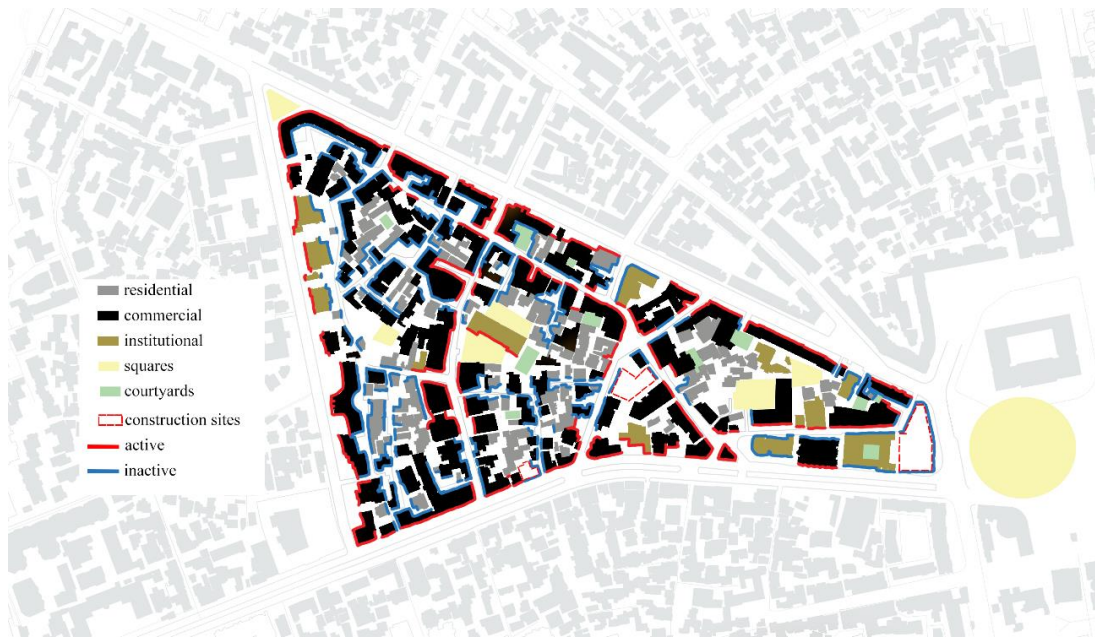 residential
commercial
institutional
squares
courtyards
construction sites
active
inactive